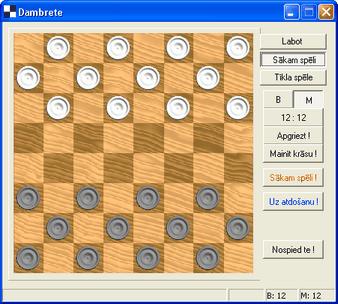 Dambrete
Labot
Sākam spēli
Tīkla spēle
B M
12 : 12
Apgriezt !
Mainīt krāsu !
Sākam spēli !
Uz atdošanu !
Nospied te !
B: 12 M: 12